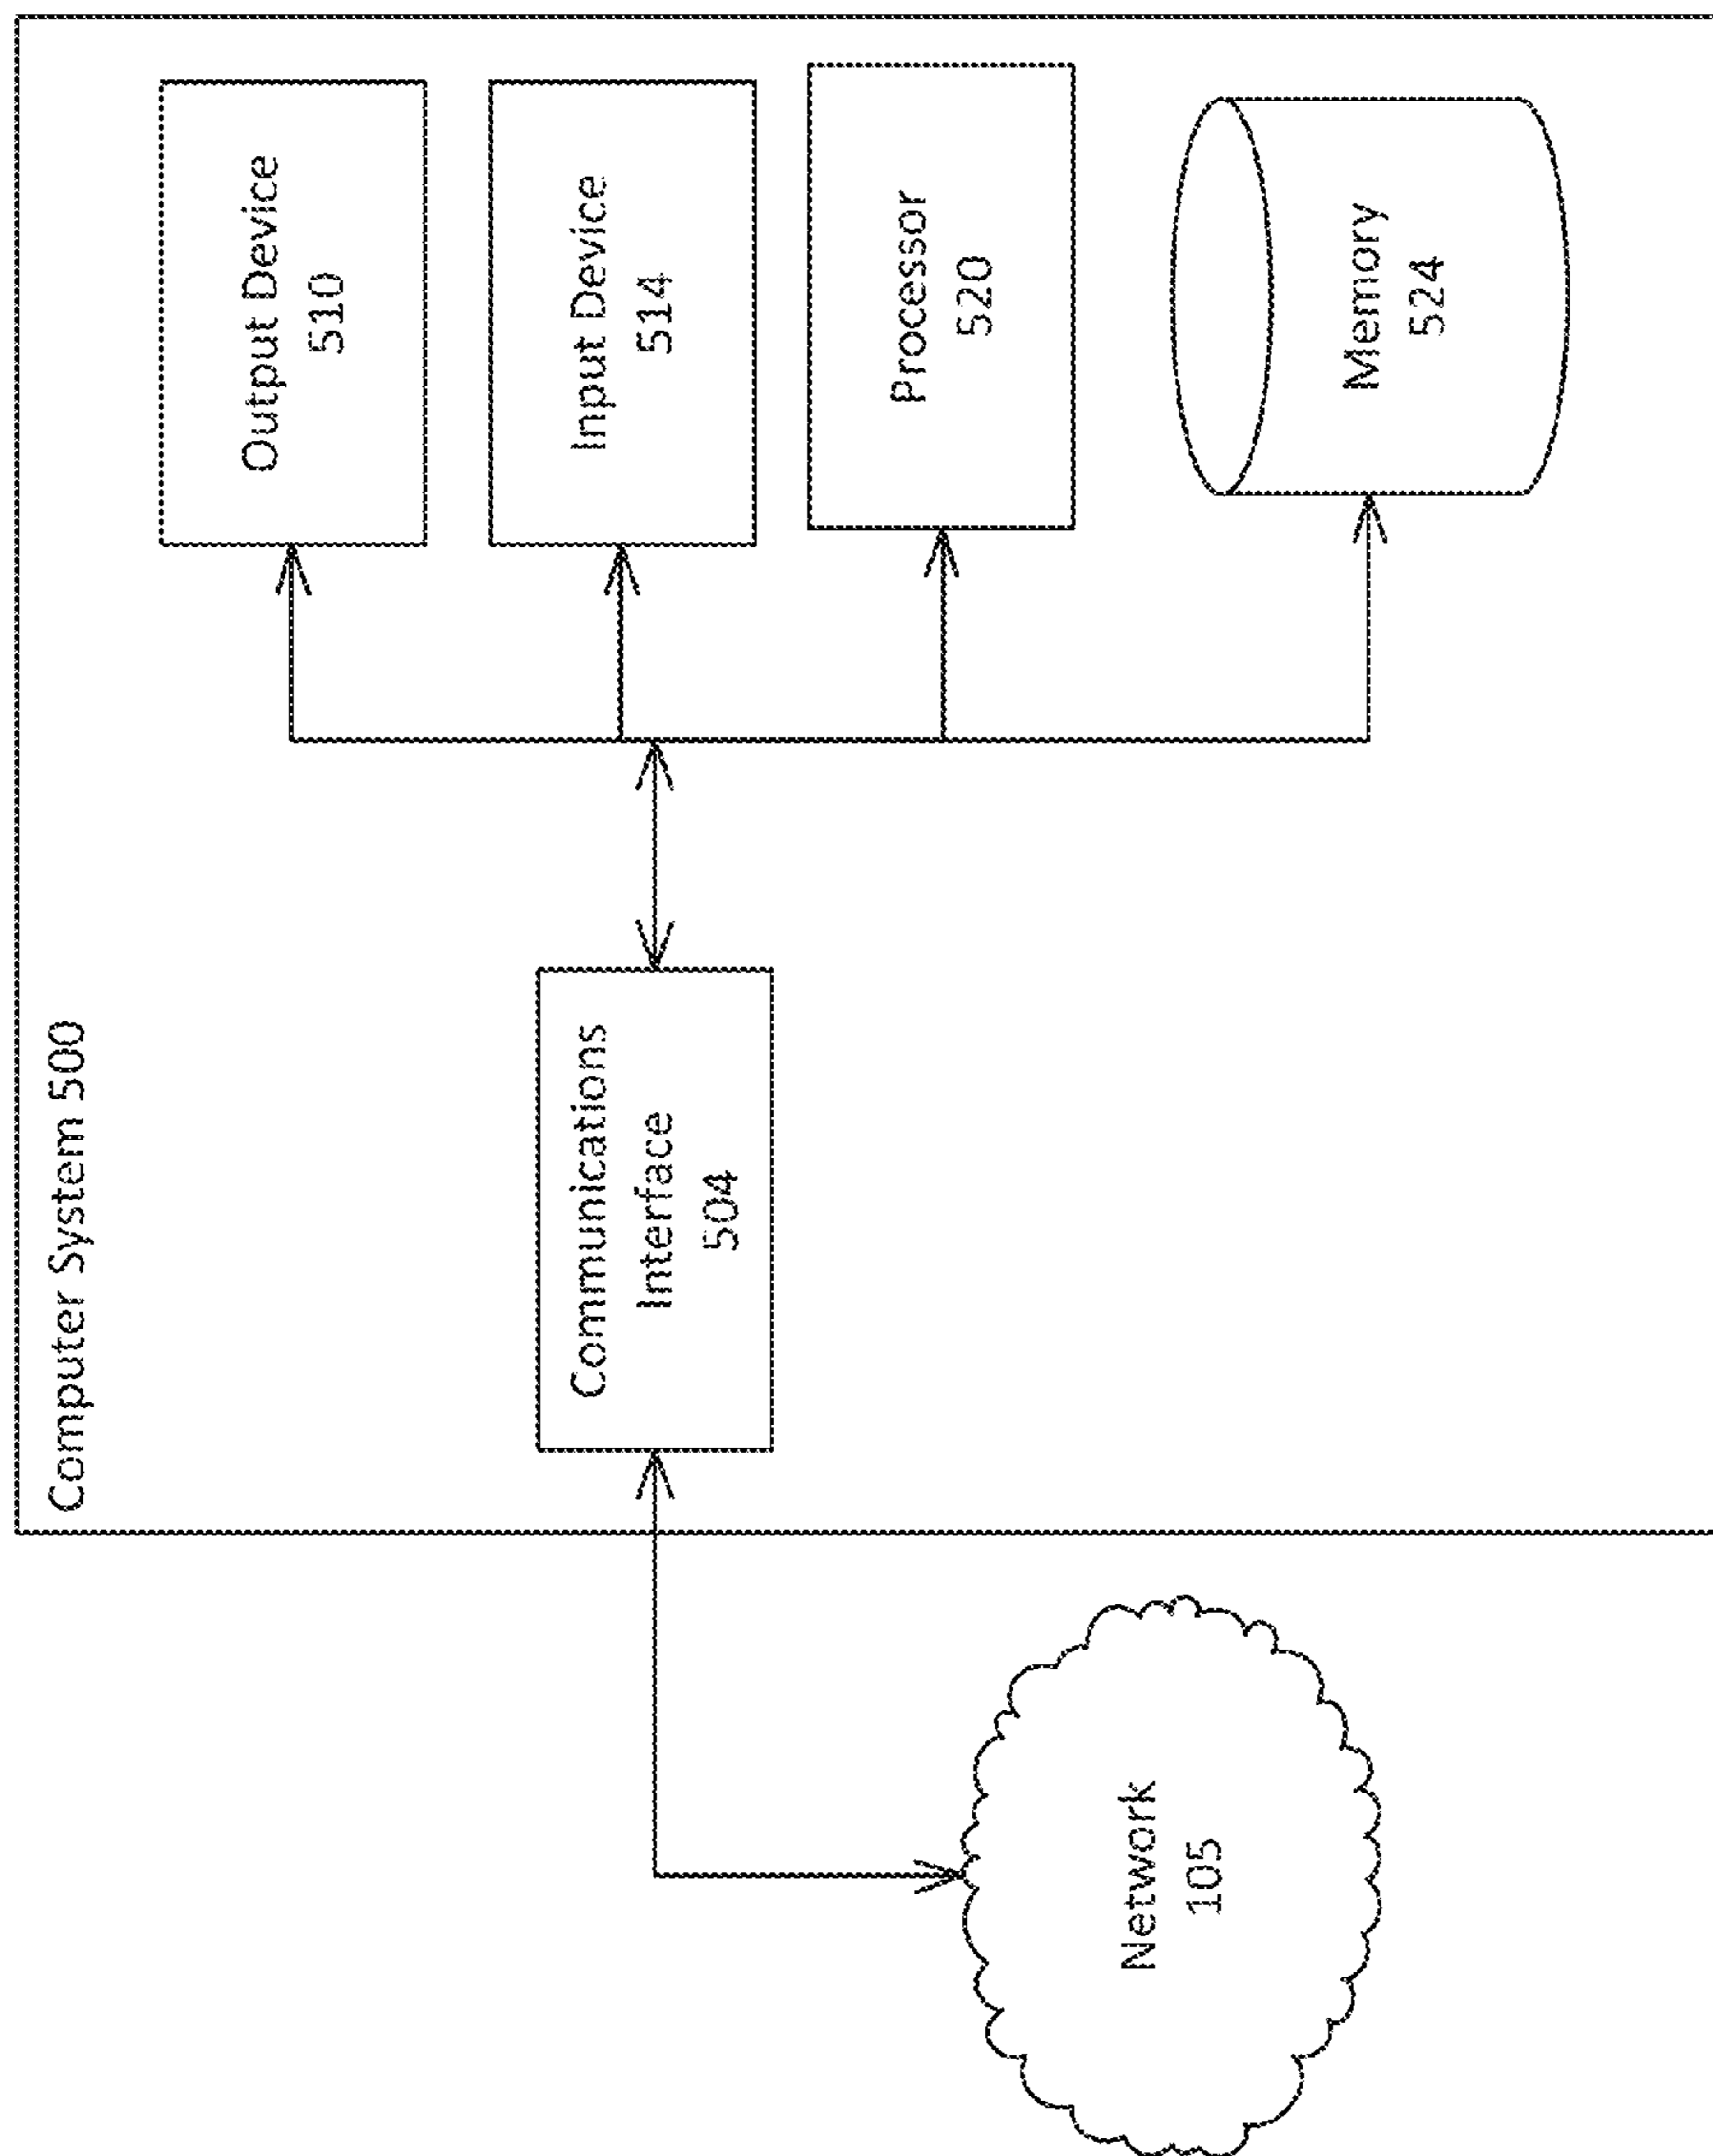 Computer System 500
Output Device
510
Input Device
514
Communications
Interface
504
Processor
520
Memory
524
Network
105